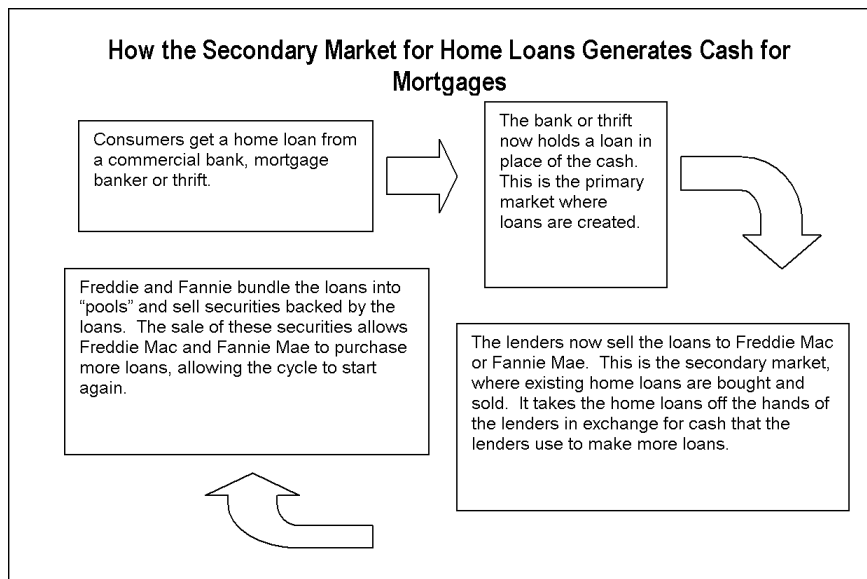 How the Secondary Market for Home Loans Generates Cash for
Mortgages
Consumers get a home loan from
a commercial bank, mortgage
banker or thrift.
The bank or thrift
now holds a loan in
place of the cash.
This is the primary
market where
loans are created.
The lenders now sell the loans to Freddie Mac
or Fannie Mae.  This is the secondary market,
where existing home loans are bought and
sold.  It takes the home loans off the hands of
the lenders in exchange for cash that the
lenders use to make more loans.
Freddie and Fannie bundle the loans into
“pools” and sell securities backed by the
loans.  The sale of these securities allows
Freddie Mac and Fannie Mae to purchase
more loans, allowing the cycle to start
again.